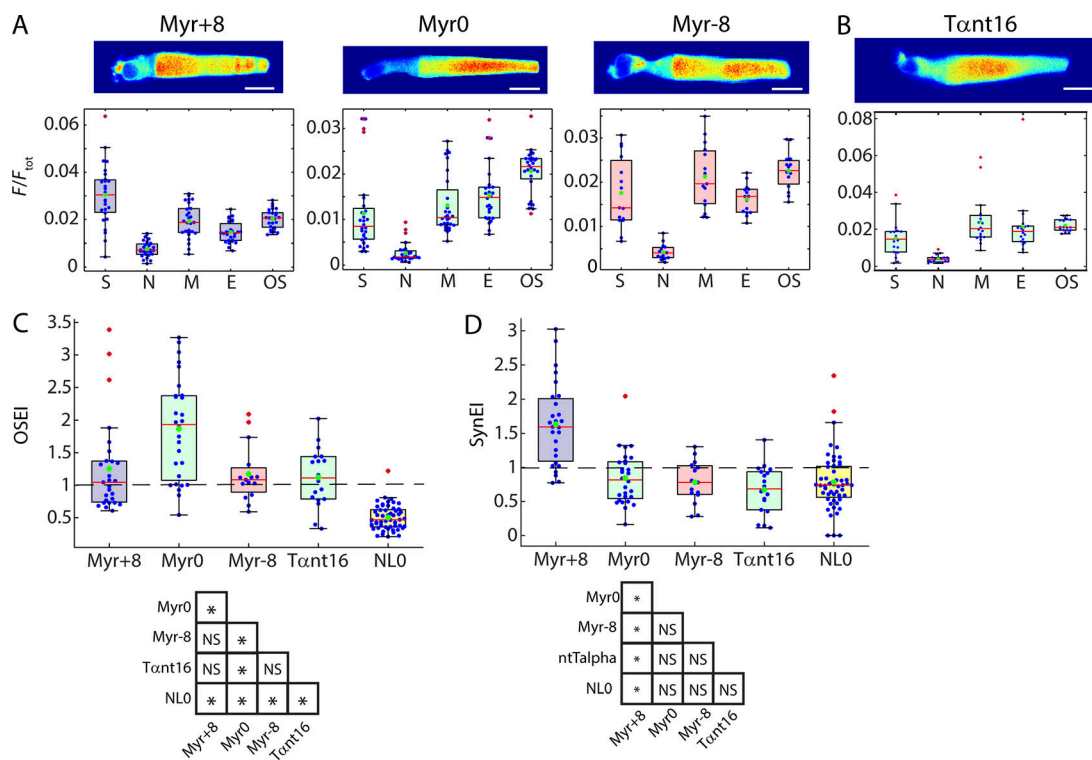 A Myr+8 Myr0 Myr-8 B Tαnt16
F/Ftot
0.06
0.04
0.02
0
S N M E OS
0.03
0.02
0.01
0
S N M E OS
0.03
0.02
0.01
0
S N M E OS
0.08
0.06
0.04
0.02
0
S N M E OS
C
OSEI
3.5
3
2.5
2
1.5
1
0.5
Myr+8 Myr0 Myr-8 Tαnt16 NL0
D
SynEI
3
2.5
2
1.5
1
0.5
0
Myr+8 Myr0 Myr-8 Tαnt16 NL0
Myr0 *
Myr-8 NS *
Tαnt16 NS * NS
NL0 * * * *
Myr+8 Myr0 Myr-8 Tαnt16
Myr0 *
Myr-8 * NS
ntTalpha * NS NS
NL0 * NS NS NS
Myr+8 Myr0 Myr-8 Tαnt16